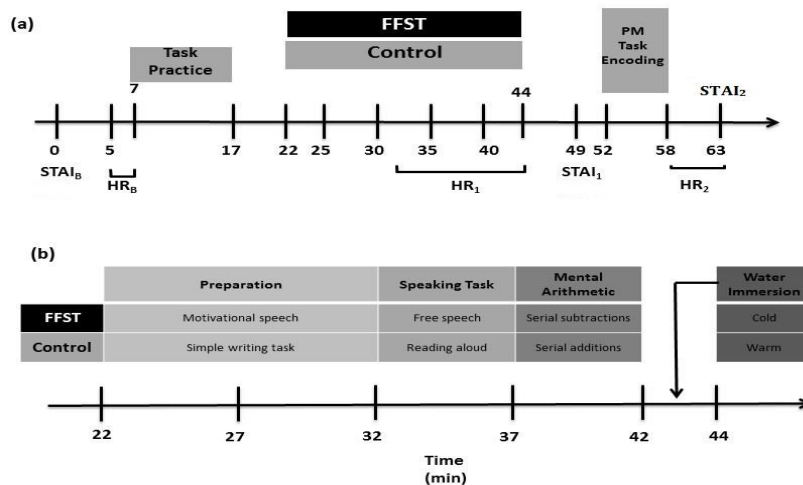 (a)
FFST
Control
Task
Practice
PM
Task
Encoding
7
44
STAI₂
0 5 17 22 25 30 35 40 49 52 58 63
STAI_B
HR_B
HR₁
STAI₁
HR₂
(b)
Preparation Speaking Task Mental Arithmetic Water Immersion
FFST Motivational speech Free speech Serial subtractions Cold
Control Simple writing task Reading aloud Serial additions Warm
22 27 32 37 42 44
Time
(min)